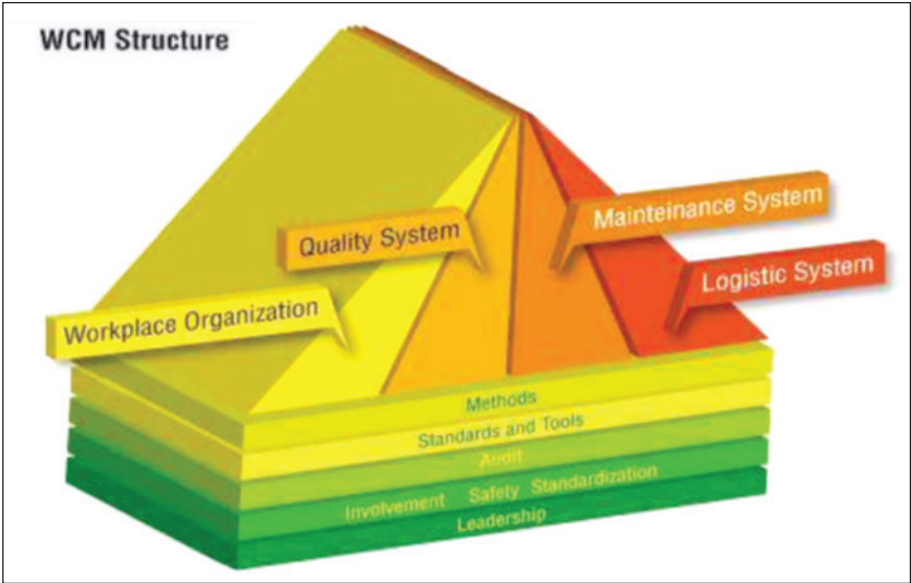 WCM Structure
Quality System
Mainteinance System
Logistic System
Workplace Organization
Methods
Standards and Tools
Audit
Involvement Safety Standardization
Leadership